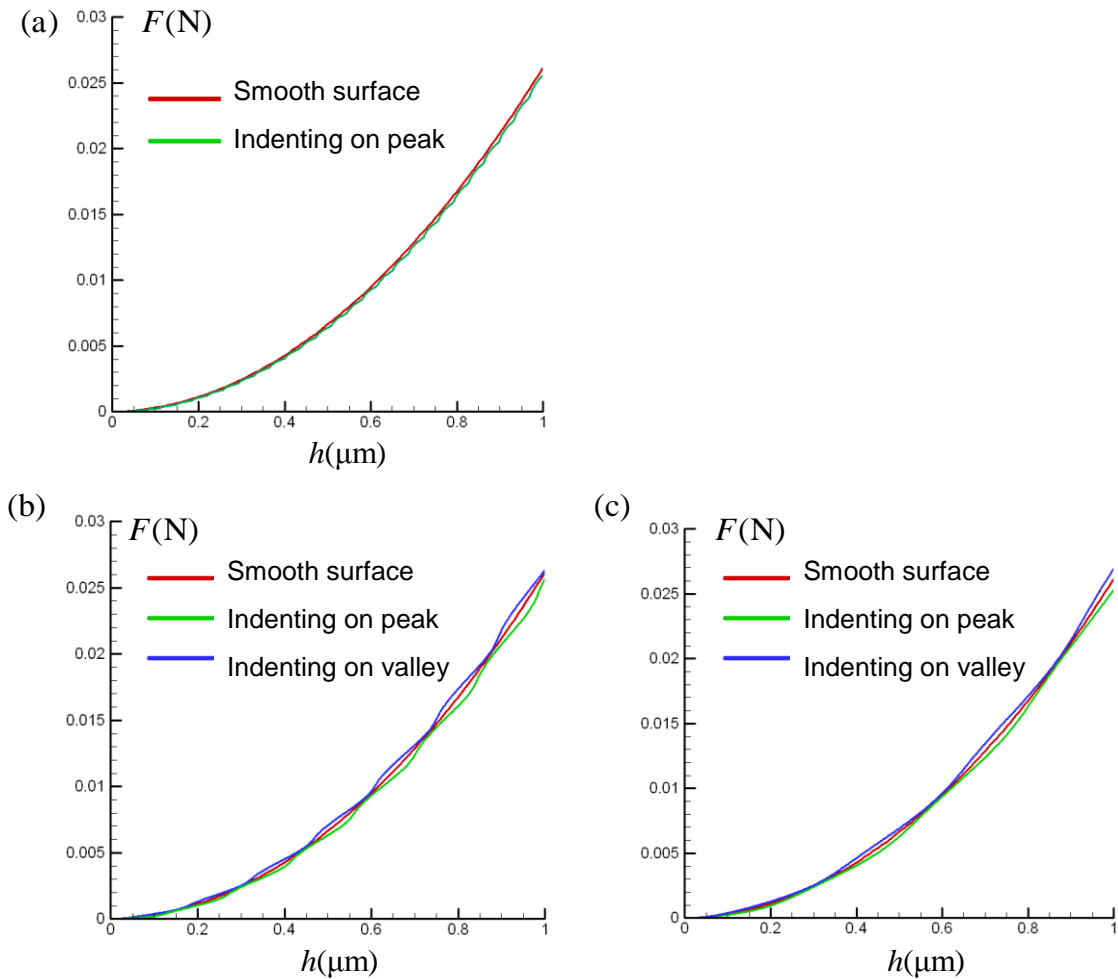 (a)
F(N)
0.03
0.025
0.02
0.015
0.01
0.005
0
Smooth surface
Indenting on peak
0 0.2 0.4 0.6 0.8 1
h(μm)
(b)
F(N)
0.03
0.025
0.02
0.015
0.01
0.005
0
Smooth surface
Indenting on peak
Indenting on valley
0 0.2 0.4 0.6 0.8 1
h(μm)
(c)
F(N)
0.03
0.025
0.02
0.015
0.01
0.005
0
Smooth surface
Indenting on peak
Indenting on valley
0 0.2 0.4 0.6 0.8 1
h(μm)